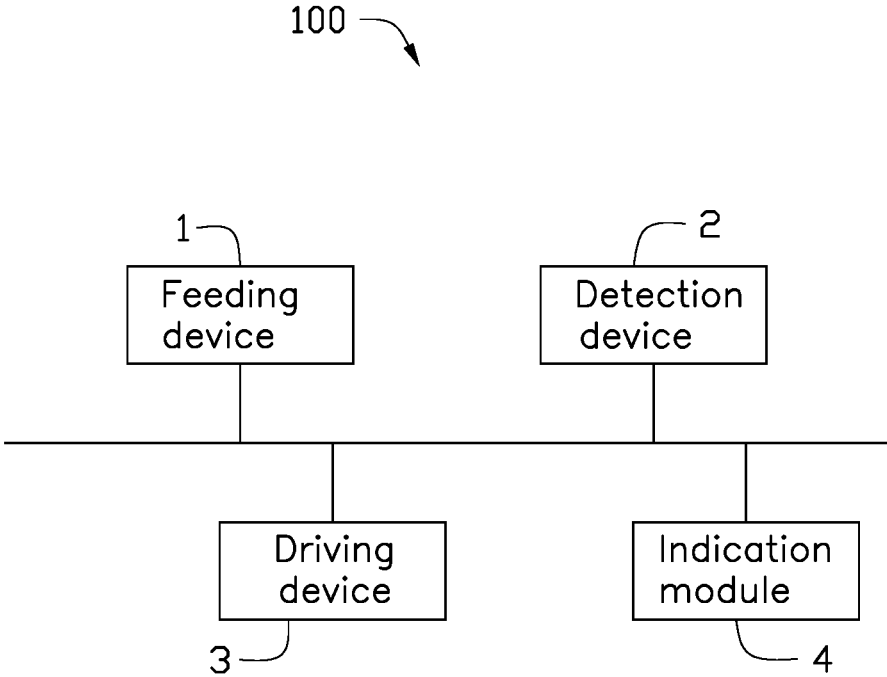 100
1
2
Feeding
device
Detection
device
Driving
device
Indication
module
3
4